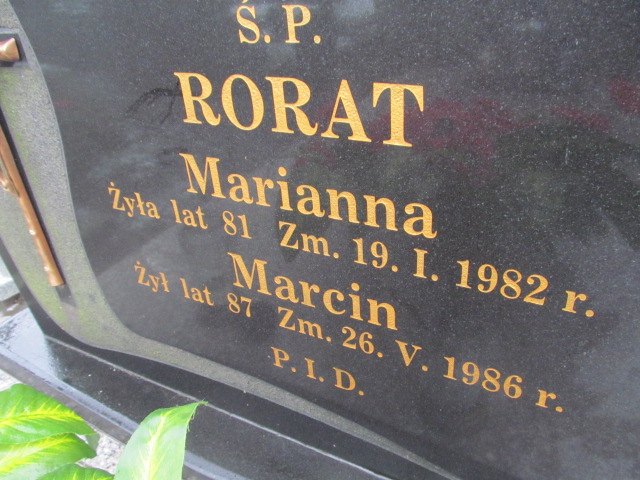 Ś. P.
RORAT
Marianna
Żyła lat 81 Zm. 19. I. 1982 r.
Marcin
Żył lat 87 Zm. 26. V. 1986 r.
P. I. D.